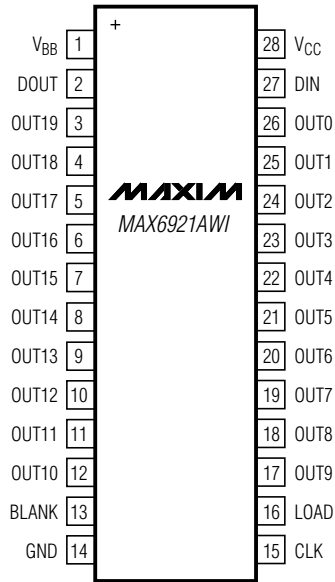 +
VBB 1 28 VCC
DOUT 2 27 DIN
OUT19 3 26 OUT0
OUT18 4 25 OUT1
OUT17 5 MAXIM 24 OUT2
OUT16 6 MAX6921AWI 23 OUT3
OUT15 7 22 OUT4
OUT14 8 21 OUT5
OUT13 9 20 OUT6
OUT12 10 19 OUT7
OUT11 11 18 OUT8
OUT10 12 17 OUT9
BLANK 13 16 LOAD
GND 14 15 CLK